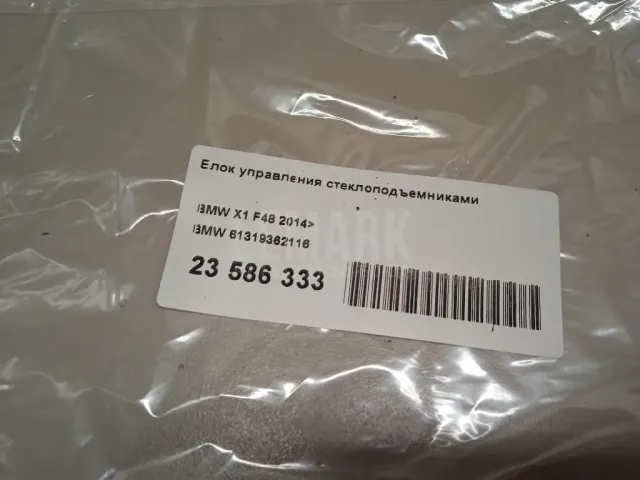 Блок управления стеклоподъемниками
BMW X1 F48 2014>
BMW 61319362116
23 586 333